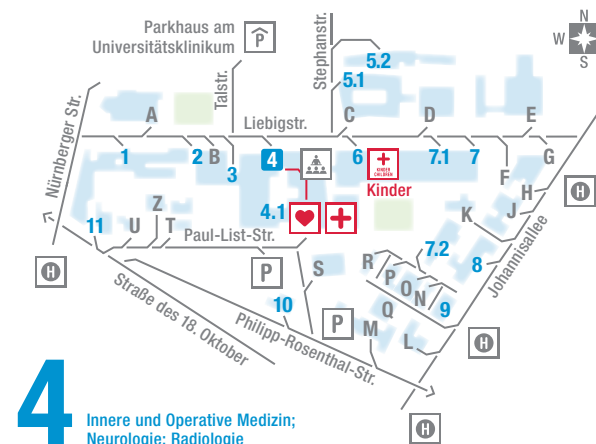 Parkhaus am
Universitätsklinikum
P
N
W
S
Stephanstr.
5.2
5.1
Talstr.
Nürnberger Str.
A
Liebigstr.
C
D
E
1
2
B
3
4
6
KINDER
CHILDREN
Kinder
7.1
7
F
G
H
H
J
K
4.1
11
U
Z
T
Paul-List-Str.
7.2
8
Johannisallee
H
P
S
R
P
O
N
9
Q
Straße des 18. Oktober
10
P
M
L
H
Philipp-Rosenthal-Str.
H
4
Innere und Operative Medizin;
Neurologie; Radiologie